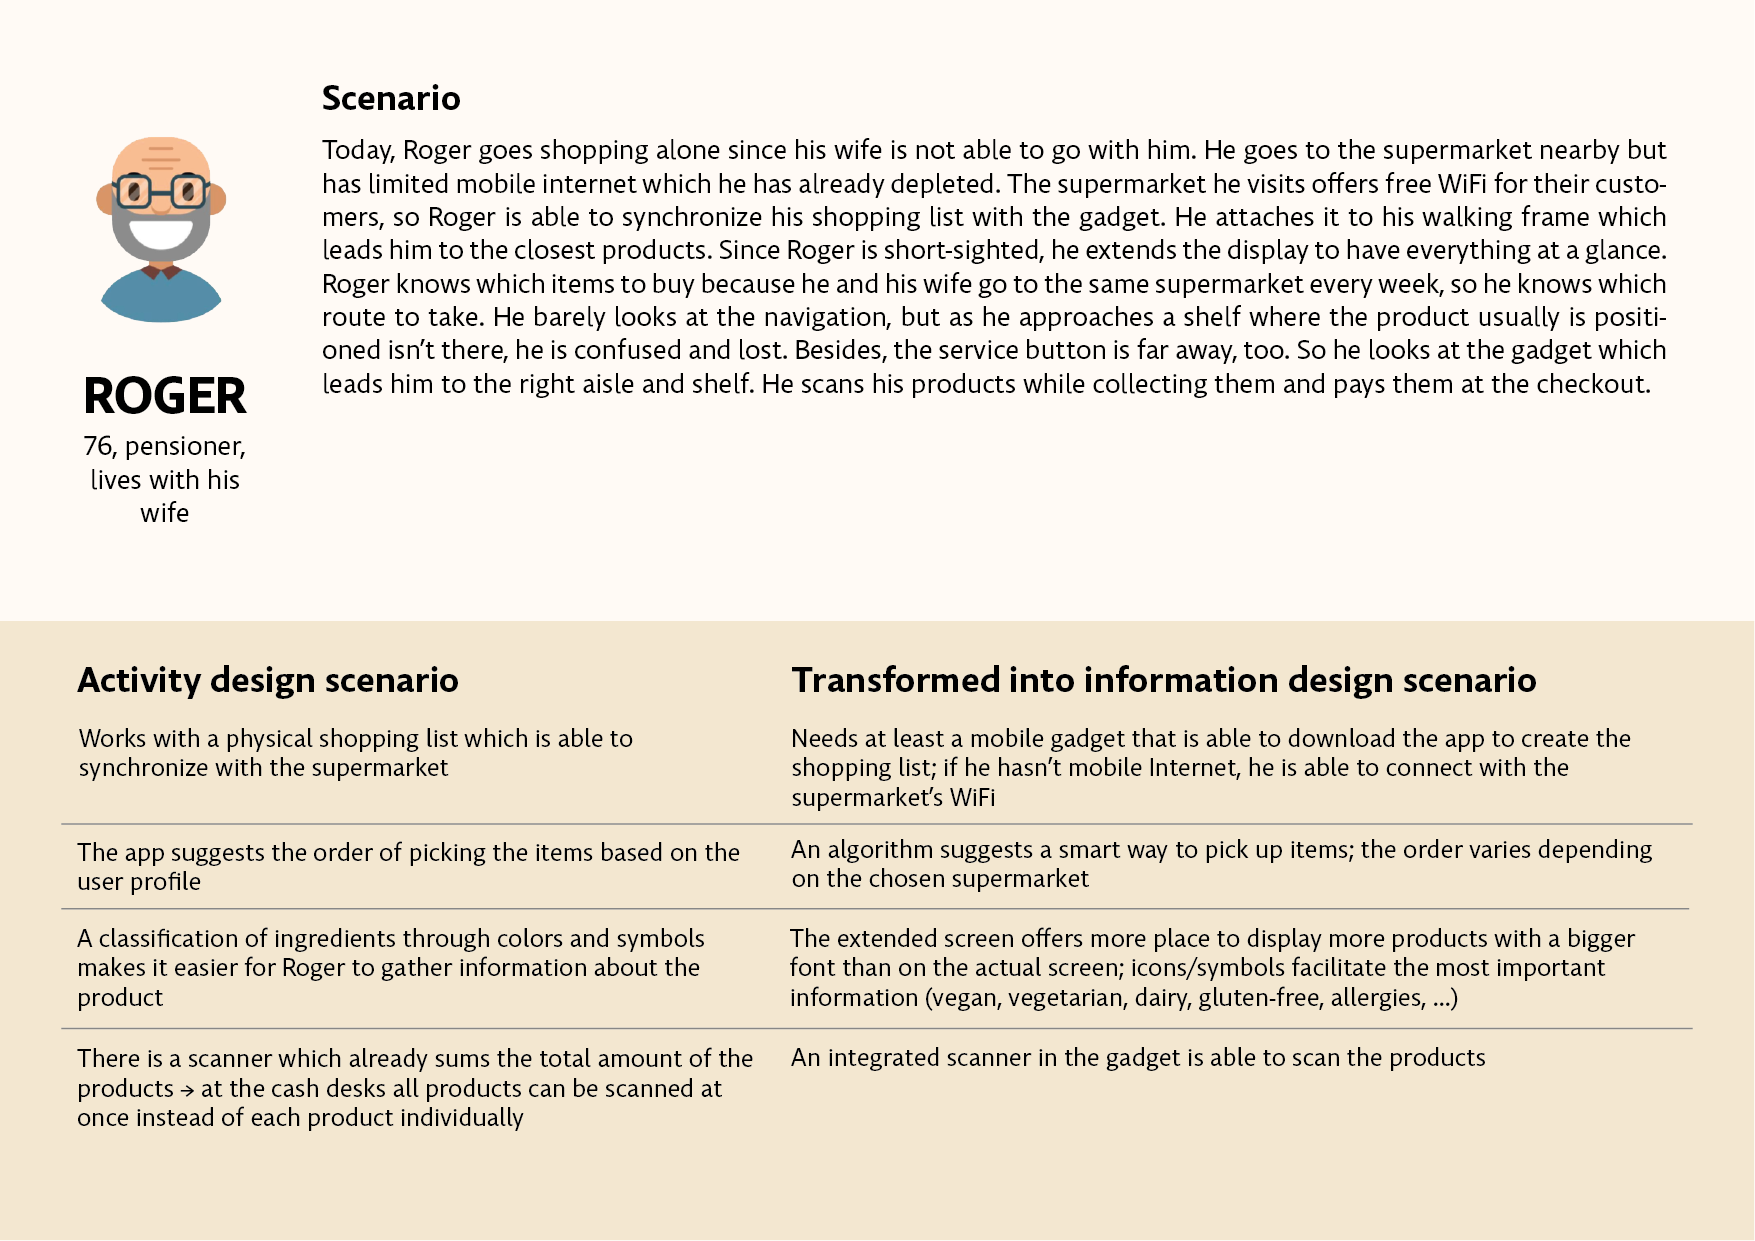 Scenario
Today, Roger goes shopping alone since his wife is not able to go with him. He goes to the supermarket nearby but
has limited mobile internet which he has already depleted. The supermarket he visits offers free WiFi for their custo-
mers, so Roger is able to synchronize his shopping list with the gadget. He attaches it to his walking frame which
leads him to the closest products. Since Roger is short-sighted, he extends the display to have everything at a glance.
Roger knows which items to buy because he and his wife go to the same supermarket every week, so he knows which
route to take. He barely looks at the navigation, but as he approaches a shelf where the product usually is positi-
oned isn’t there, he is confused and lost. Besides, the service button is far away, too. So he looks at the gadget which
leads him to the right aisle and shelf. He scans his products while collecting them and pays them at the checkout.
ROGER
76, pensioner,
lives with his
wife
Activity design scenario
Works with a physical shopping list which is able to
synchronize with the supermarket
The app suggests the order of picking the items based on the
user profile
A classification of ingredients through colors and symbols
makes it easier for Roger to gather information about the
product
There is a scanner which already sums the total amount of the
products → at the cash desks all products can be scanned at
once instead of each product individually
Transformed into information design scenario
Needs at least a mobile gadget that is able to download the app to create the
shopping list; if he hasn’t mobile Internet, he is able to connect with the
supermarket’s WiFi
An algorithm suggests a smart way to pick up items; the order varies depending
on the chosen supermarket
The extended screen offers more place to display more products with a bigger
font than on the actual screen; icons/symbols facilitate the most important
information (vegan, vegetarian, dairy, gluten-free, allergies, ...)
An integrated scanner in the gadget is able to scan the products